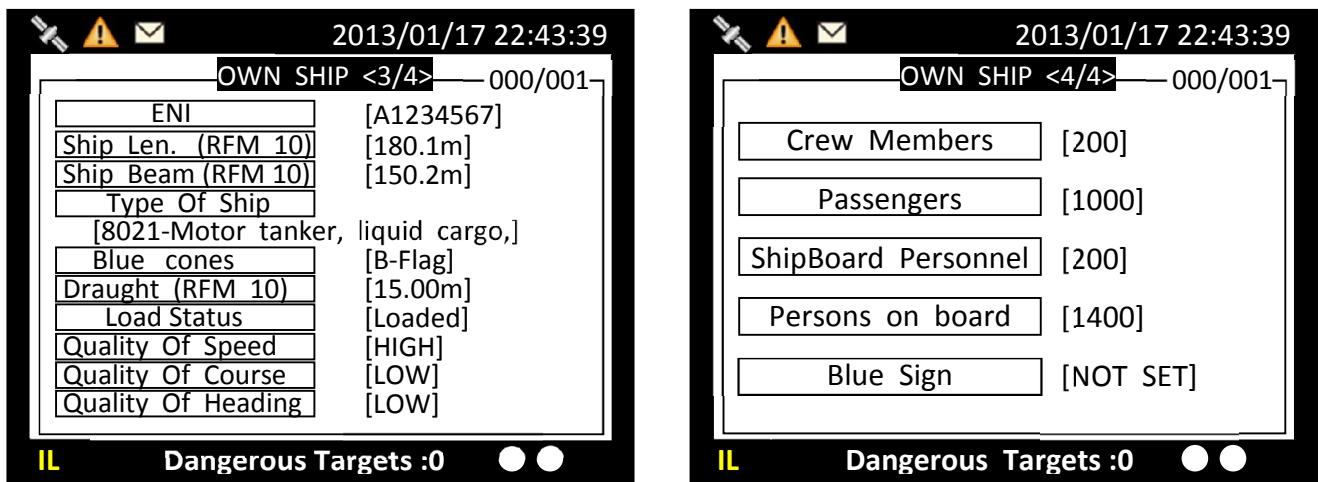 2013/01/17 22:43:39
OWN SHIP <3/4> 000/001
ENI [A1234567]
Ship Len. (RFM 10) [180.1m]
Ship Beam (RFM 10) [150.2m]
Type Of Ship
[8021-Motor tanker, liquid cargo,]
Blue cones [B-Flag]
Draught (RFM 10) [15.00m]
Load Status [Loaded]
Quality Of Speed [HIGH]
Quality Of Course [LOW]
Quality Of Heading [LOW]
IL Dangerous Targets :0
2013/01/17 22:43:39
OWN SHIP <4/4> 000/001
Crew Members [200]
Passengers [1000]
ShipBoard Personnel [200]
Persons on board [1400]
Blue Sign [NOT SET]
IL Dangerous Targets :0